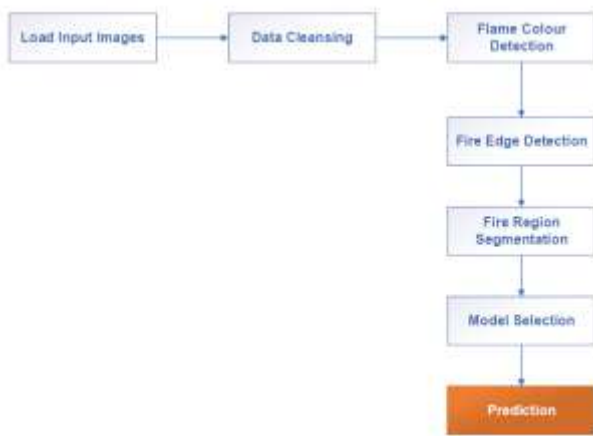 Load Input Images
Data Cleansing
Flame Colour
Detection
Fire Edge Detection
Fire Region
Segmentation
Model Selection
Prediction